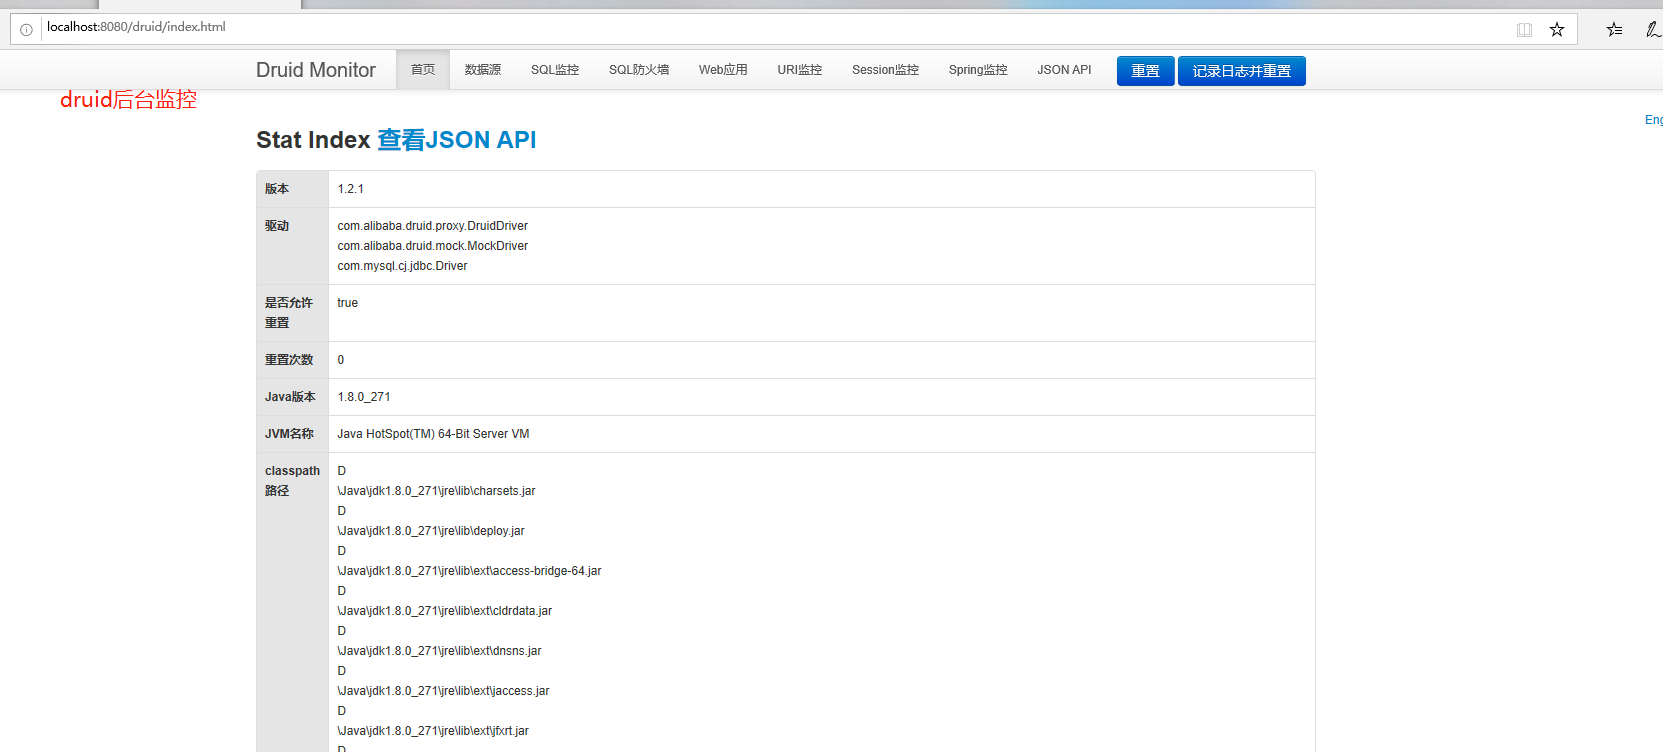 localhost:8080/druid/index.html
Druid Monitor 首页 数据源 SQL监控 SQL防火墙 Web应用 URI监控 Session监控 Spring监控 JSON API 重置 记录日志并重置
druid后台监控
Eng
Stat Index 查看JSON API
版本 1.2.1
驱动 com.alibaba.druid.proxy.DruidDriver
com.alibaba.druid.mock.MockDriver
com.mysql.cj.jdbc.Driver
是否允许 true
重置
重置次数 0
Java版本 1.8.0_271
JVM名称 Java HotSpot(TM) 64-Bit Server VM
classpath D
路径 \Java\jdk1.8.0_271\jre\lib\charsets.jar
D
\Java\jdk1.8.0_271\jre\lib\deploy.jar
D
\Java\jdk1.8.0_271\jre\lib\ext\access-bridge-64.jar
D
\Java\jdk1.8.0_271\jre\lib\ext\cldrdata.jar
D
\Java\jdk1.8.0_271\jre\lib\ext\dnsns.jar
D
\Java\jdk1.8.0_271\jre\lib\ext\jaccess.jar
D
\Java\jdk1.8.0_271\jre\lib\ext\jfxrt.jar
D